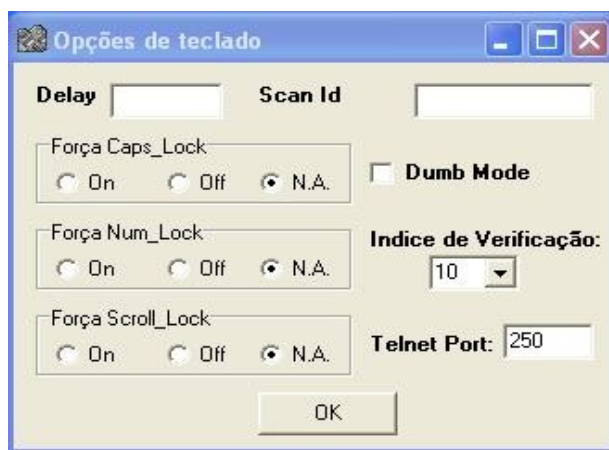 Opções de teclado
Delay Scan Id
Força Caps_Lock
On Off N.A.
Dumb Mode
Força Num_Lock
On Off N.A.
Indice de Verificação:
10
Força Scroll_Lock
On Off N.A.
Telnet Port: 250
OK